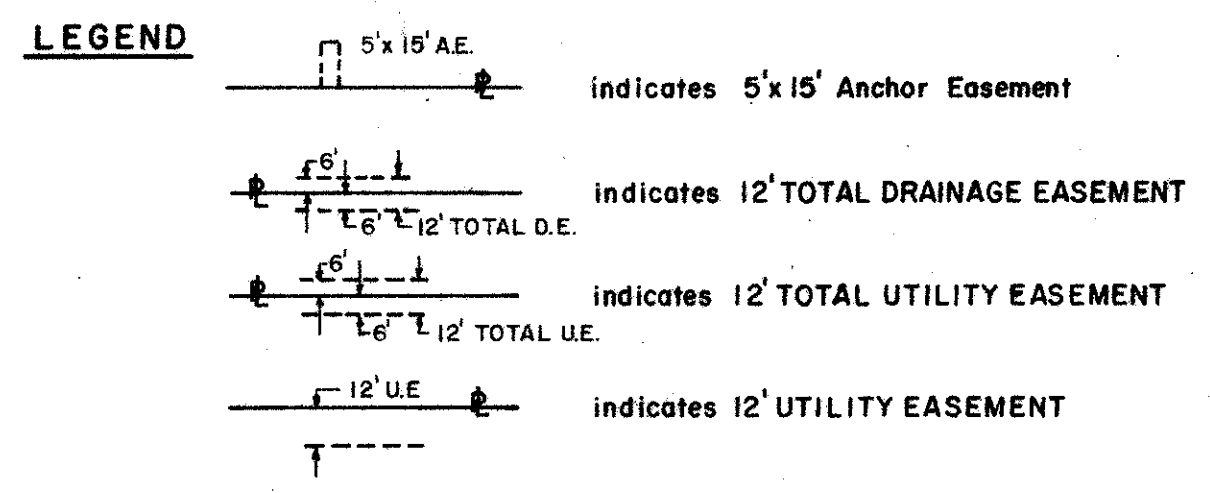 LEGEND
5'x 15' A.E.
℄ indicates 5'x 15' Anchor Easement
6'
℄ indicates 12' TOTAL DRAINAGE EASEMENT
6' 12' TOTAL D.E.
6'
℄ indicates 12' TOTAL UTILITY EASEMENT
6' 12' TOTAL U.E.
12' U.E
℄ indicates 12' UTILITY EASEMENT